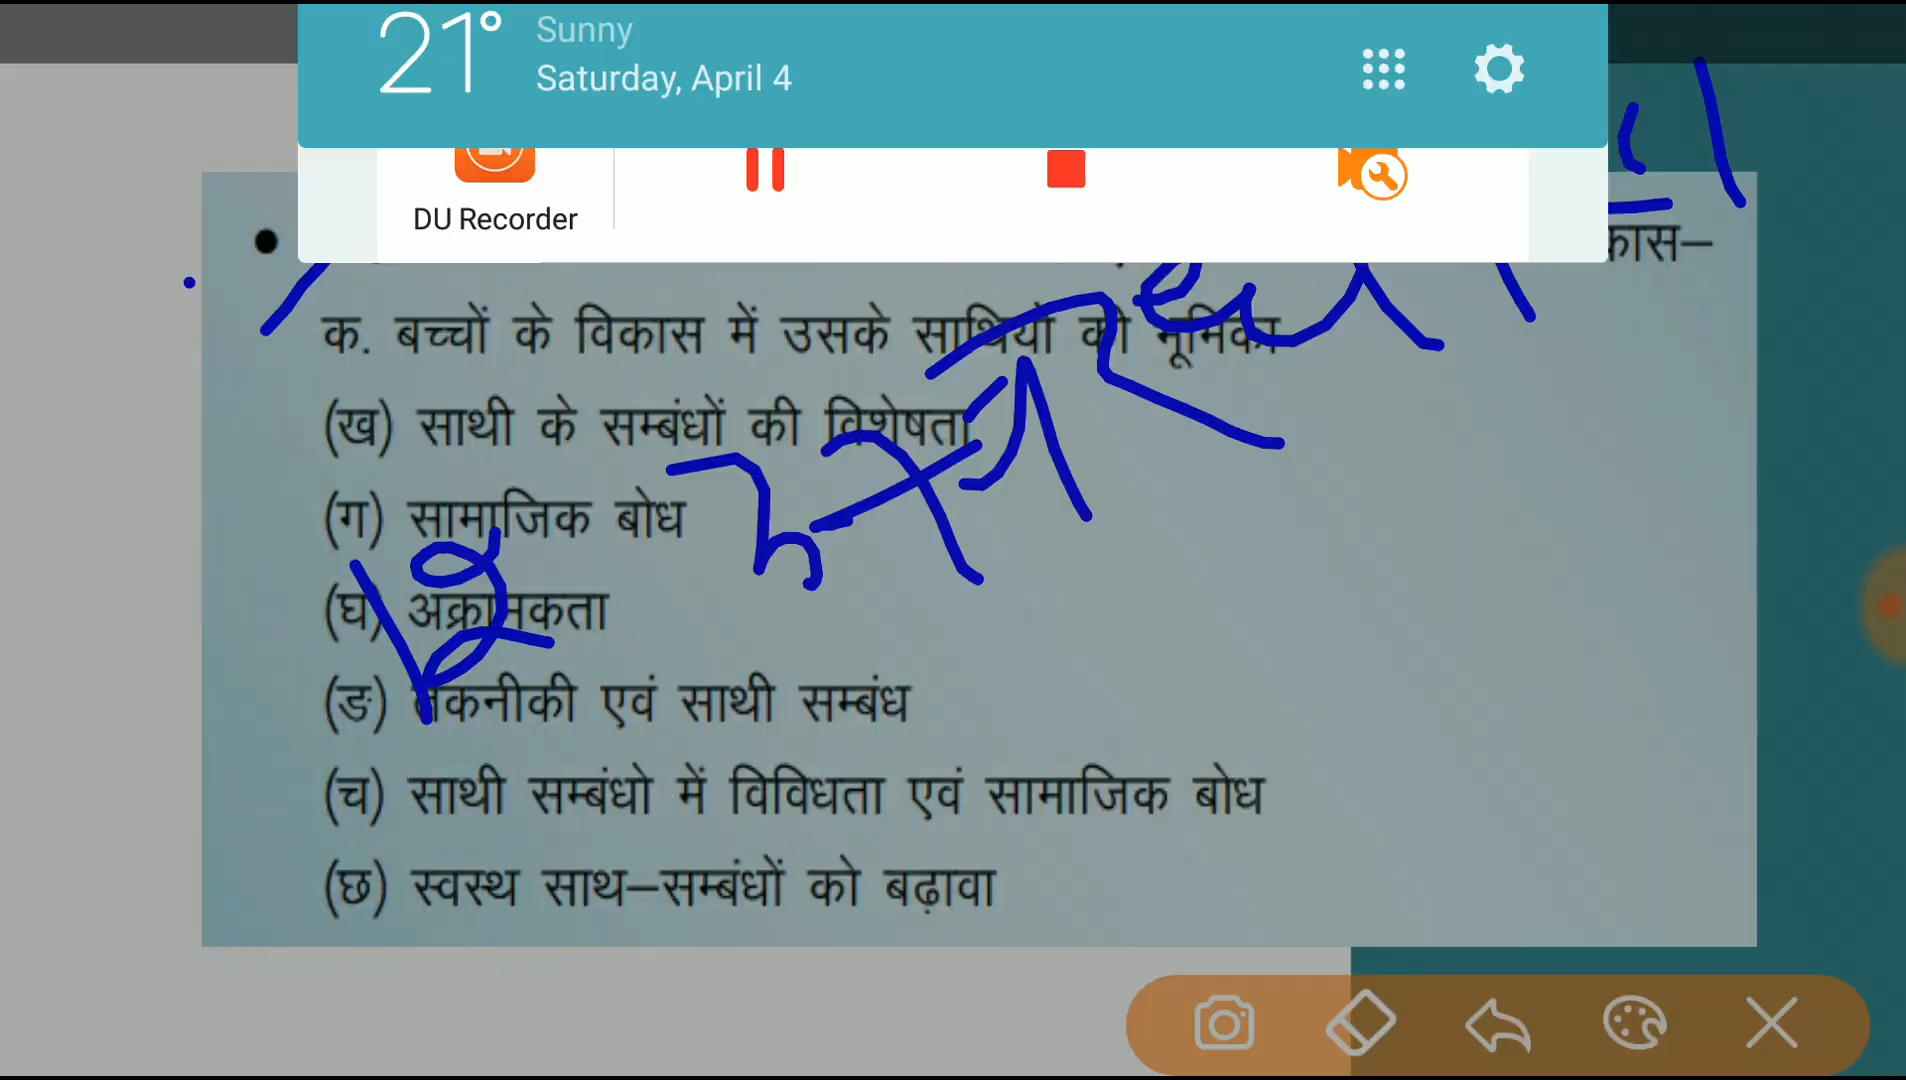 21°
Sunny
Saturday, April 4
DU Recorder
कास–
क. बच्चों के विकास में उसके साथियों की भूमिका
(ख) साथी के सम्बंधों की विशेषता
(ग) सामाजिक बोध
(घ) अक्रामकता
(ङ) तकनीकी एवं साथी सम्बंध
(च) साथी सम्बंधो में विविधता एवं सामाजिक बोध
(छ) स्वस्थ साथ–सम्बंधों को बढ़ावा